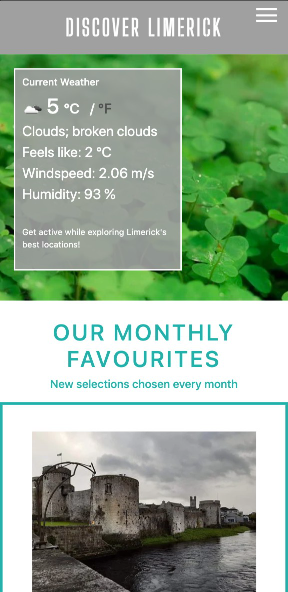 DISCOVER LIMERICK
Current Weather
5 °C / °F
Clouds; broken clouds
Feels like: 2 °C
Windspeed: 2.06 m/s
Humidity: 93 %
Get active while exploring Limerick's
best locations!
OUR MONTHLY
FAVOURITES
New selections chosen every month